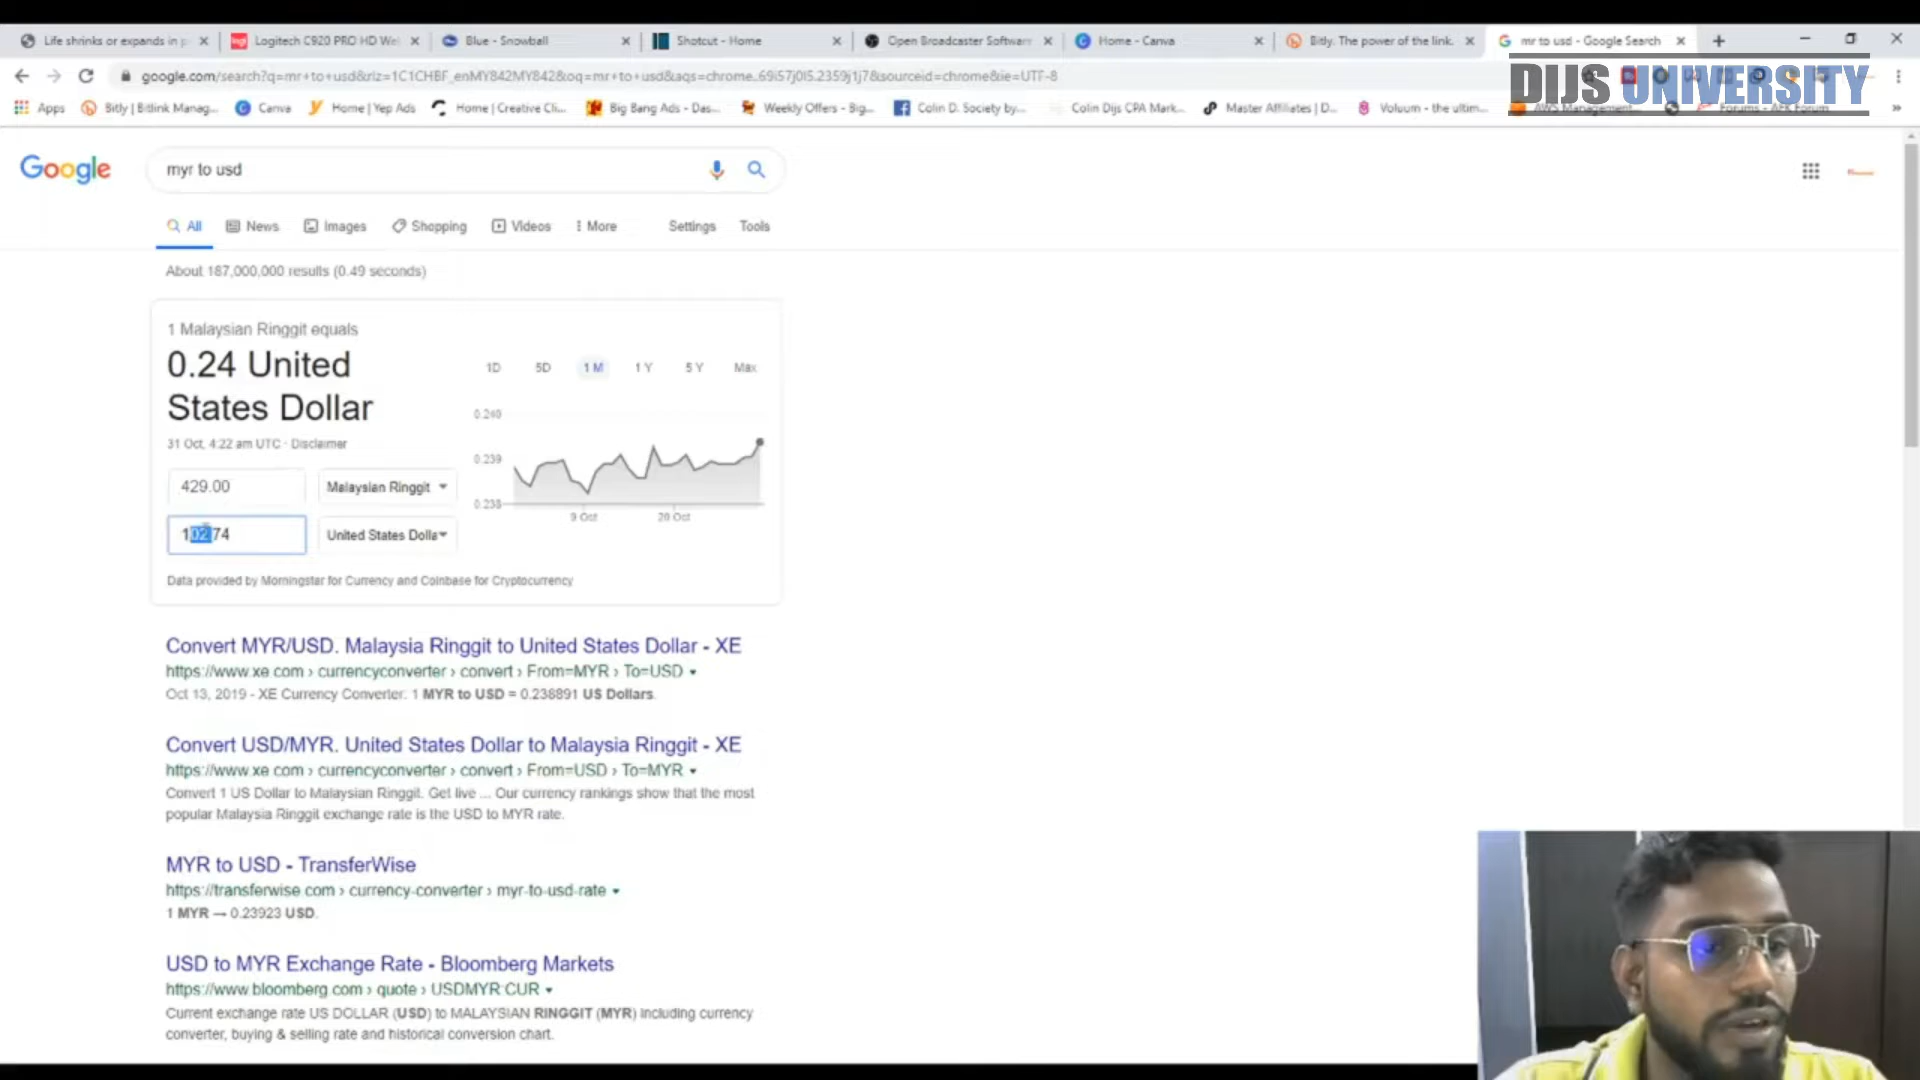 Life shrinks or expands in p
Logitech C920 PRO HD We
Blue - Snowball
Shotcut - Home
Open Broadcaster Software
Home - Canva
Bitly. The power of the link.
mr to usd - Google Search
google.com/search?q=mr+to+usd&rlz=1C1CHBF_enMY842MY842&oq=mr+to+usd&aqs=chrome..69i57j0l5.2359j1j7&sourceid=chrome&ie=UTF-8
DIJS UNIVERSITY
Apps
Bitly | Bitlink Manag...
Canva
Home | Yep Ads
Home | Creative Cli...
Big Bang Ads - Das...
Weekly Offers - Big...
Colin D. Society by...
Colin Dijs CPA Mark...
Master Affiliates | D...
Voluum - the ultim...
AWS Management...
Forums - AFK Forum
Google
myr to usd
All
News
Images
Shopping
Videos
More
Settings
Tools
About 187,000,000 results (0.49 seconds)
1 Malaysian Ringgit equals
0.24 United
States Dollar
31 Oct, 4:22 am UTC · Disclaimer
1D
5D
1M
1Y
5Y
Max
0.240
0.239
0.238
9 Oct
20 Oct
429.00
Malaysian Ringgit
102.74
United States Dolla
Data provided by Morningstar for Currency and Coinbase for Cryptocurrency
Convert MYR/USD. Malaysia Ringgit to United States Dollar - XE
https://www.xe.com › currencyconverter › convert › From=MYR › To=USD
Oct 13, 2019 - XE Currency Converter: 1 MYR to USD = 0.238891 US Dollars.
Convert USD/MYR. United States Dollar to Malaysia Ringgit - XE
https://www.xe.com › currencyconverter › convert › From=USD › To=MYR
Convert 1 US Dollar to Malaysian Ringgit. Get live ... Our currency rankings show that the most
popular Malaysia Ringgit exchange rate is the USD to MYR rate.
MYR to USD - TransferWise
https://transferwise.com › currency-converter › myr-to-usd-rate
1 MYR → 0.23923 USD.
USD to MYR Exchange Rate - Bloomberg Markets
https://www.bloomberg.com › quote › USDMYR:CUR
Current exchange rate US DOLLAR (USD) to MALAYSIAN RINGGIT (MYR) including currency
converter, buying & selling rate and historical conversion chart.